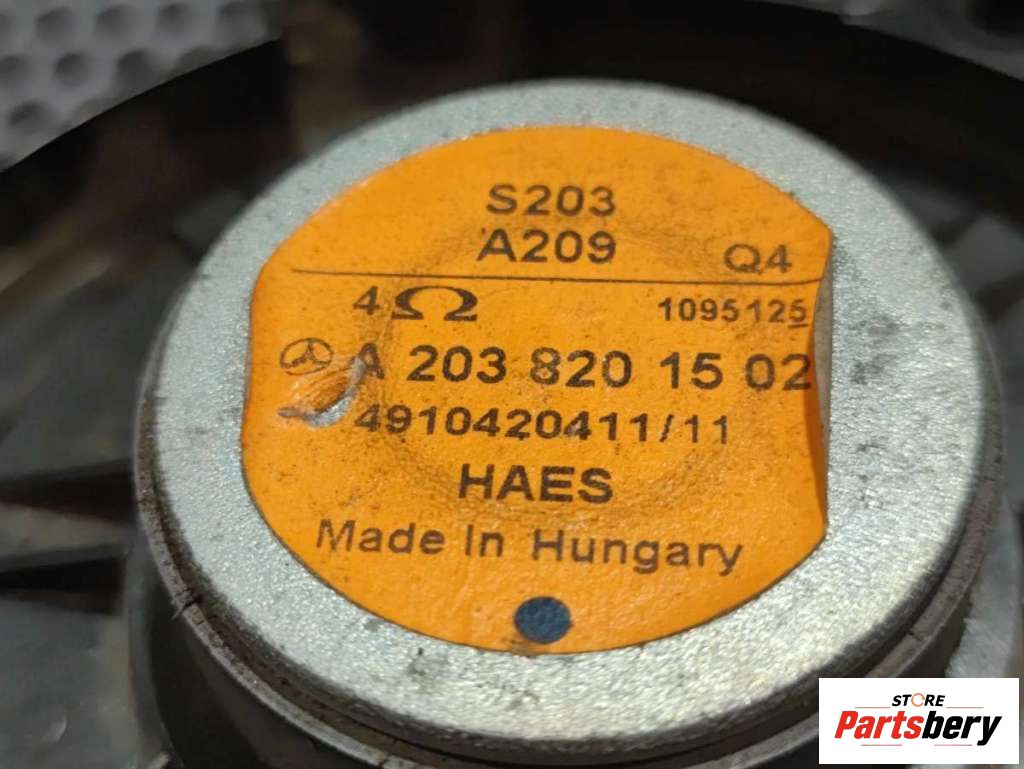 S203
A209 Q4
4Ω 1095125
A 203 820 15 02
4910420411/11
HAES
Made In Hungary
STORE
Partsbery